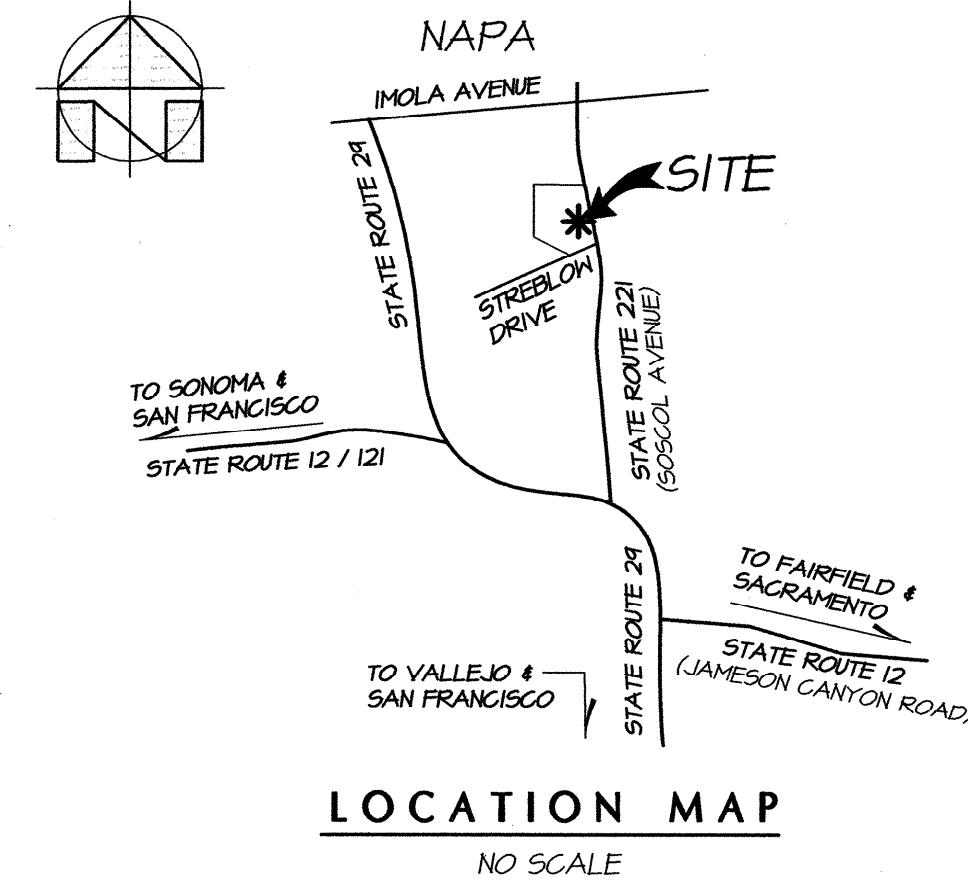 NAPA
IMOLA AVENUE
STATE ROUTE 29
SITE
STREBLOW
DRIVE
STATE ROUTE 221
(SOSCOL AVENUE)
TO SONOMA &
SAN FRANCISCO
STATE ROUTE 12 / 121
STATE ROUTE 29
TO FAIRFIELD &
SACRAMENTO
STATE ROUTE 12
(JAMESON CANYON ROAD)
TO VALLEJO &
SAN FRANCISCO
LOCATION MAP
NO SCALE